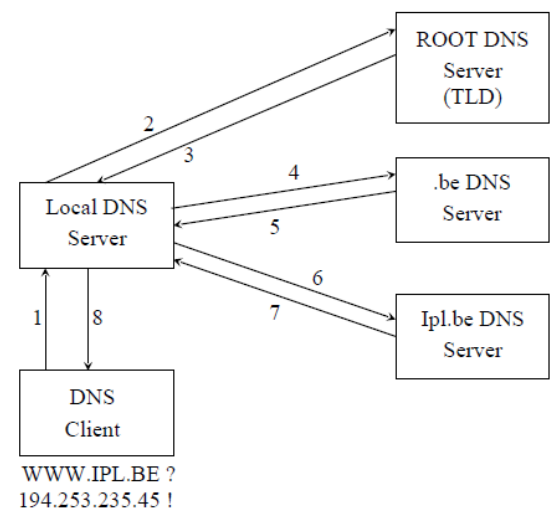 ROOT DNS
Server
(TLD)
2
3
4
.be DNS
Server
Local DNS
Server
5
6
7
Ipl.be DNS
Server
1
8
DNS
Client
WWW.IPL.BE ?
194.253.235.45 !